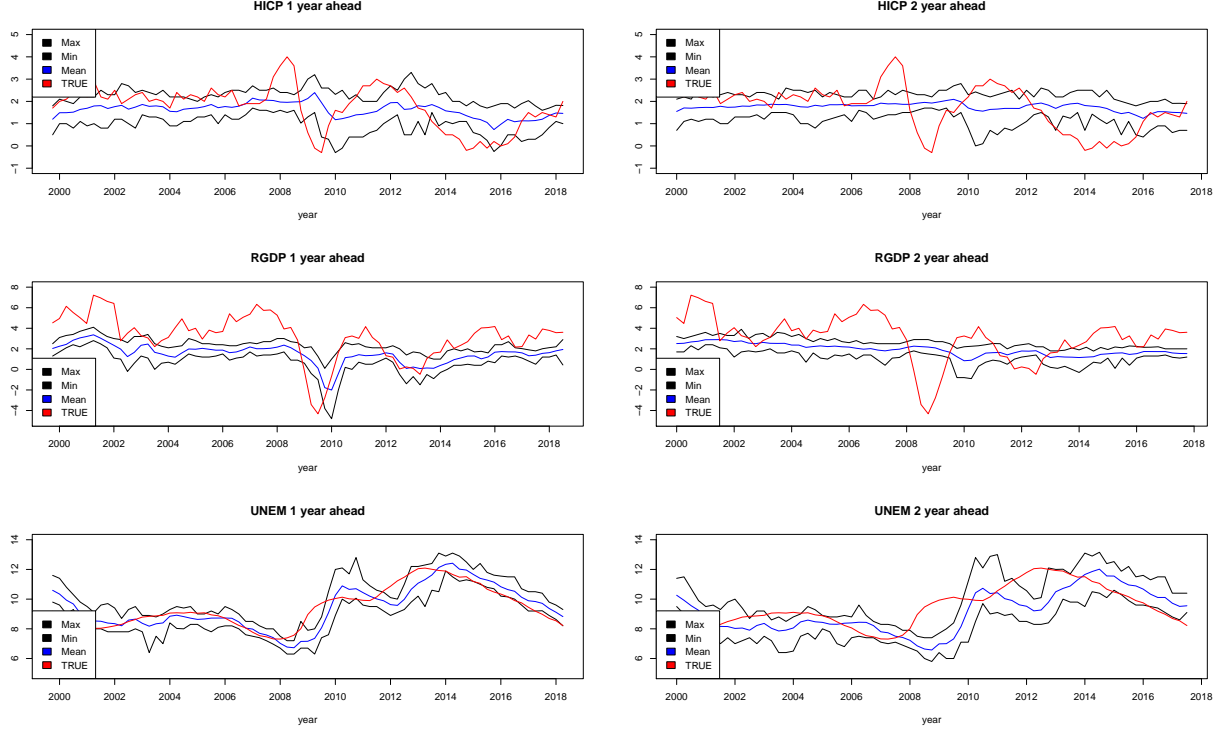 HICP 1 year ahead
5
4
3
2
1
0
−1
Max
Min
Mean
TRUE
2000 2002 2004 2006 2008 2010 2012 2014 2016 2018
year
HICP 2 year ahead
5
4
3
2
1
0
−1
Max
Min
Mean
TRUE
2000 2002 2004 2006 2008 2010 2012 2014 2016 2018
year
RGDP 1 year ahead
8
6
4
2
0
−2
−4
Max
Min
Mean
TRUE
2000 2002 2004 2006 2008 2010 2012 2014 2016 2018
year
RGDP 2 year ahead
8
6
4
2
0
−2
−4
Max
Min
Mean
TRUE
2000 2002 2004 2006 2008 2010 2012 2014 2016 2018
year
UNEM 1 year ahead
14
12
10
8
6
Max
Min
Mean
TRUE
2000 2002 2004 2006 2008 2010 2012 2014 2016 2018
year
UNEM 2 year ahead
14
12
10
8
6
Max
Min
Mean
TRUE
2000 2002 2004 2006 2008 2010 2012 2014 2016 2018
year